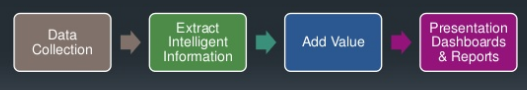 Data
Collection
Extract
Intelligent
Information
Add Value
Presentation
Dashboards
& Reports